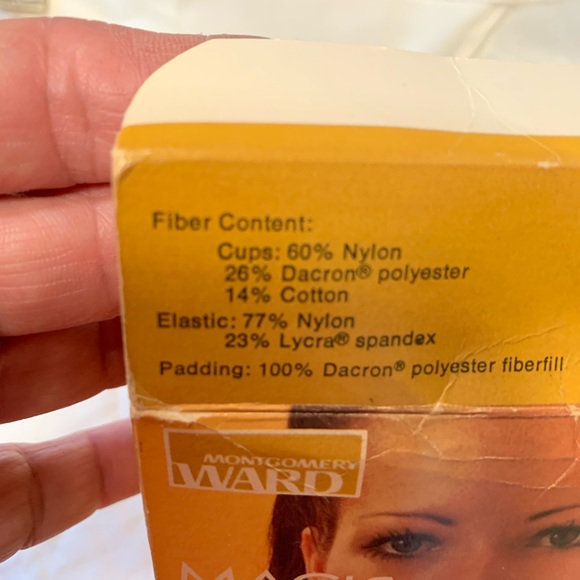 Fiber Content:
Cups: 60% Nylon
26% Dacron® polyester
14% Cotton
Elastic: 77% Nylon
23% Lycra® spandex
Padding: 100% Dacron® polyester fiberfill
MONTGOMERY
WARD